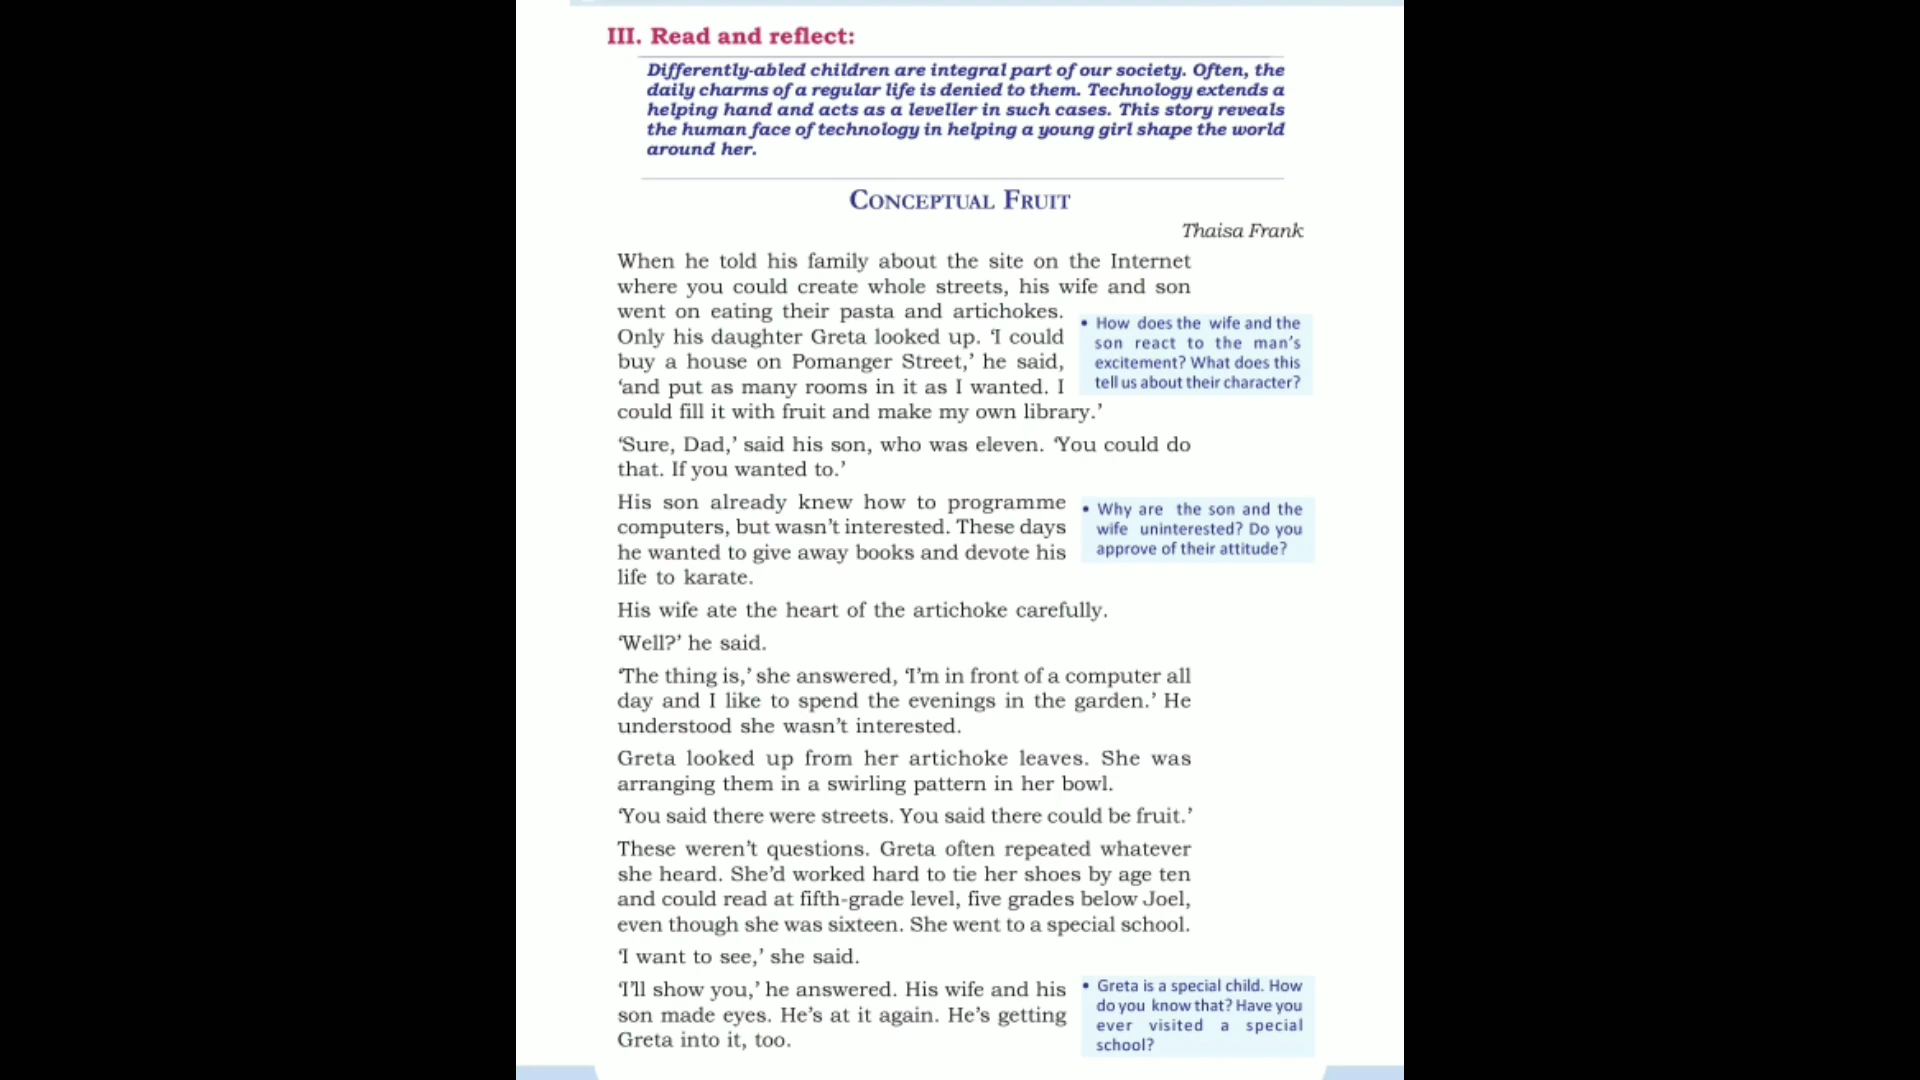 III. Read and reflect:
Differently-abled children are integral part of our society. Often, the
daily charms of a regular life is denied to them. Technology extends a
helping hand and acts as a leveller in such cases. This story reveals
the human face of technology in helping a young girl shape the world
around her.
CONCEPTUAL FRUIT
Thaisa Frank
When he told his family about the site on the Internet
where you could create whole streets, his wife and son
went on eating their pasta and artichokes.
Only his daughter Greta looked up. ‘I could
buy a house on Pomanger Street,’ he said,
‘and put as many rooms in it as I wanted. I
could fill it with fruit and make my own library.’
• How does the wife and the
son react to the man’s
excitement? What does this
tell us about their character?
‘Sure, Dad,’ said his son, who was eleven. ‘You could do
that. If you wanted to.’
His son already knew how to programme
computers, but wasn’t interested. These days
he wanted to give away books and devote his
life to karate.
• Why are the son and the
wife uninterested? Do you
approve of their attitude?
His wife ate the heart of the artichoke carefully.
‘Well?’ he said.
‘The thing is,’ she answered, ‘I’m in front of a computer all
day and I like to spend the evenings in the garden.’ He
understood she wasn’t interested.
Greta looked up from her artichoke leaves. She was
arranging them in a swirling pattern in her bowl.
‘You said there were streets. You said there could be fruit.’
These weren’t questions. Greta often repeated whatever
she heard. She’d worked hard to tie her shoes by age ten
and could read at fifth-grade level, five grades below Joel,
even though she was sixteen. She went to a special school.
‘I want to see,’ she said.
‘I’ll show you,’ he answered. His wife and his
son made eyes. He’s at it again. He’s getting
Greta into it, too.
• Greta is a special child. How
do you know that? Have you
ever visited a special
school?